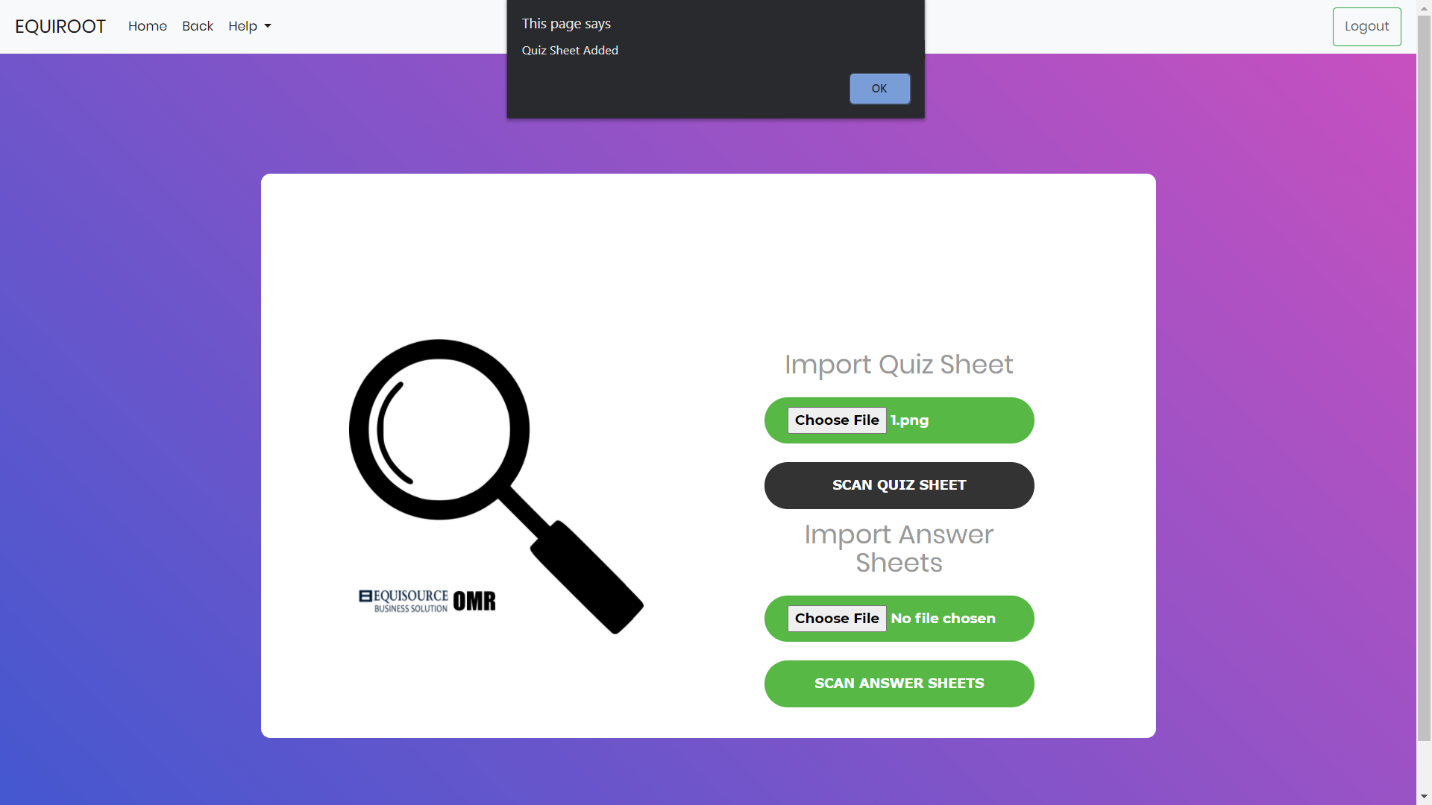 EQUIROOT Home Back Help Logout
This page says
Quiz Sheet Added
OK
Import Quiz Sheet
Choose File 1.png
SCAN QUIZ SHEET
Import Answer
Sheets
Choose File No file chosen
SCAN ANSWER SHEETS
EQUISOURCE OMR
BUSINESS SOLUTION